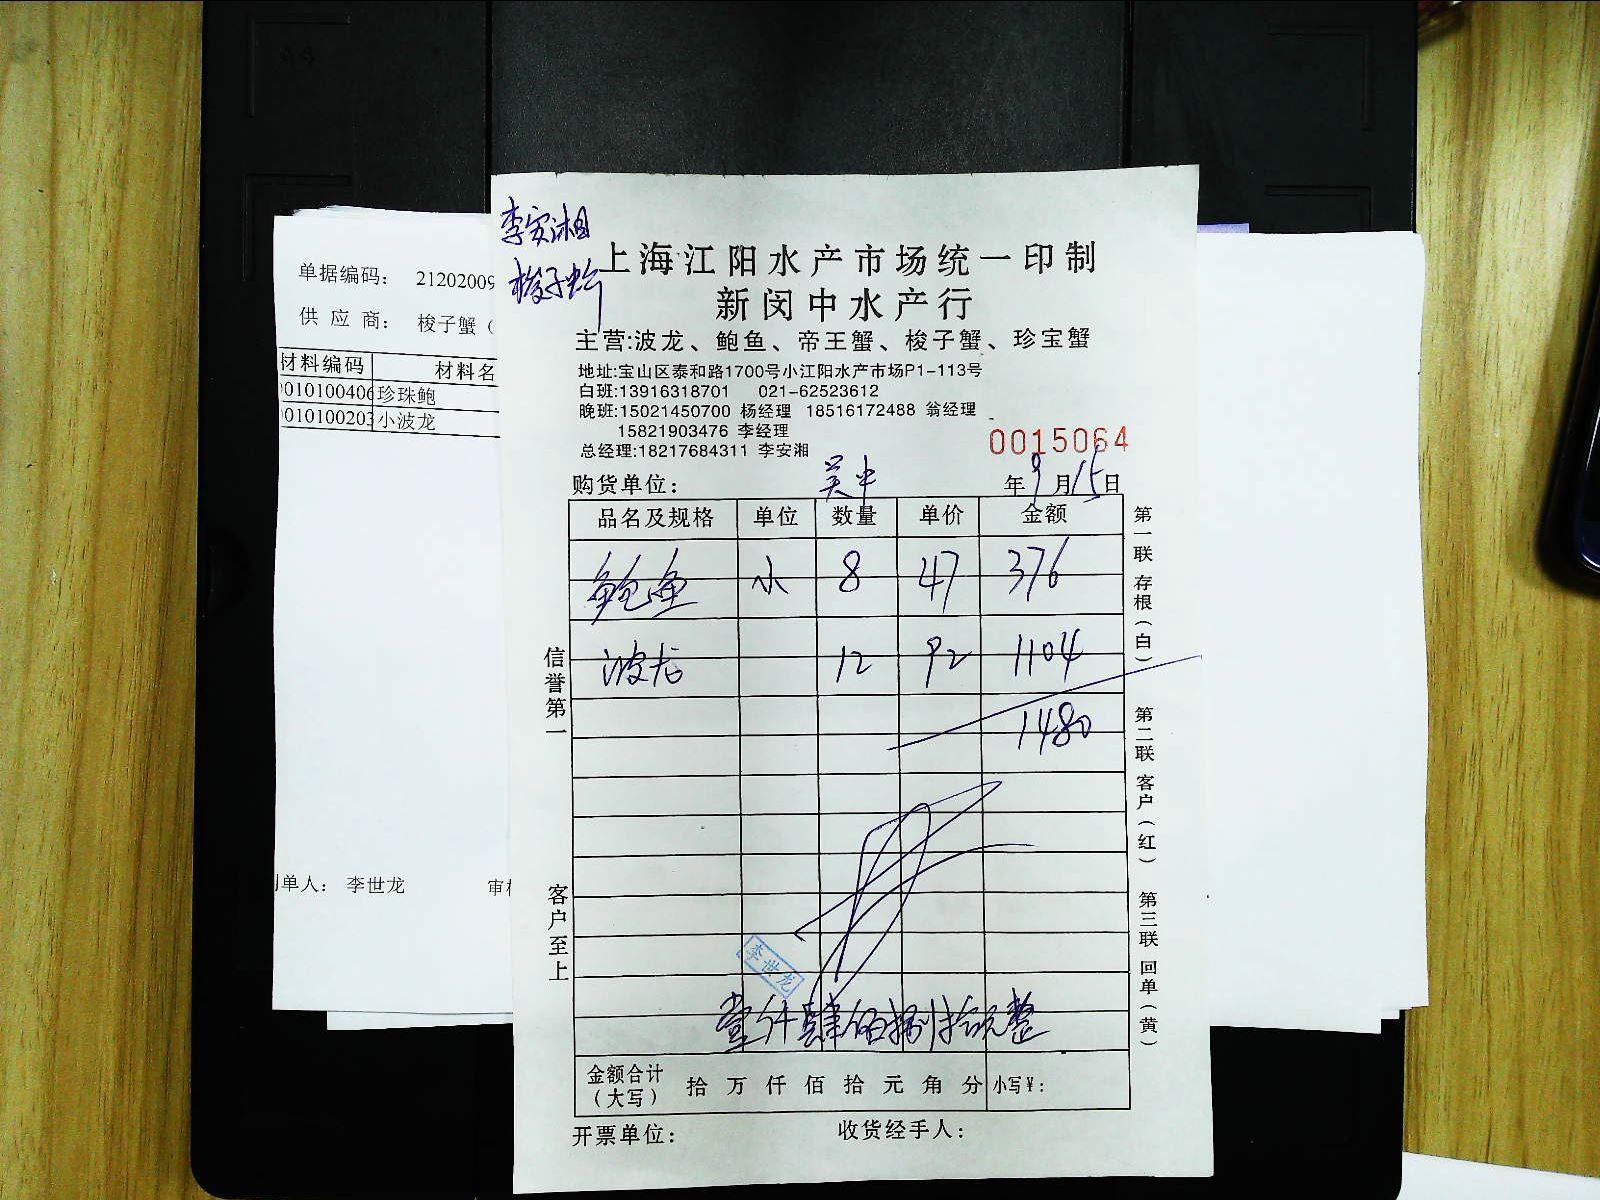 李安湘
梭子蟹
上海江阳水产市场统一印制
新闵中水产行
主营:波龙、鲍鱼、帝王蟹、梭子蟹、珍宝蟹
地址:宝山区泰和路1700号小江阳水产市场P1-113号
白班:13916318701 021-62523612
晚班:15021450700 杨经理 18516172488 翁经理
15821903476 李经理
总经理:18217684311 李安湘
0015064
购货单位: 吴中 年9月15日
品名及规格 单位 数量 单价 金额
鲍鱼 小 8 47 376
波龙 12 92 1104
1480
李世龙
壹仟肆佰捌拾元整
金额合计(大写) 拾 万 仟 佰 拾 元 角 分 小写¥:
开票单位: 收货经手人:
信誉第一
客户至上
第一联 存根(白)
第二联 客户(红)
第三联 回单(黄)
单据编码: 21202009
供应商: 梭子蟹(
材料编码 材料名
010100406 珍珠鲍
010100203 小波龙
单人: 李世龙 审